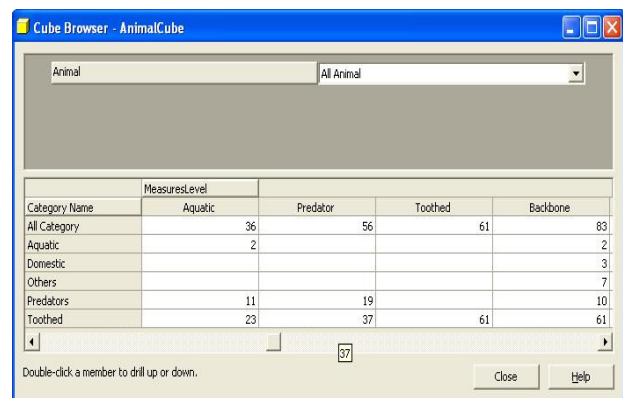 Cube Browser - AnimalCube
Animal All Animal
MeasuresLevel
Category Name Aquatic Predator Toothed Backbone
All Category 36 56 61 83
Aquatic 2 2
Domestic 3
Others 7
Predators 11 19 10
Toothed 23 37 61 61
37
Double-click a member to drill up or down. Close Help